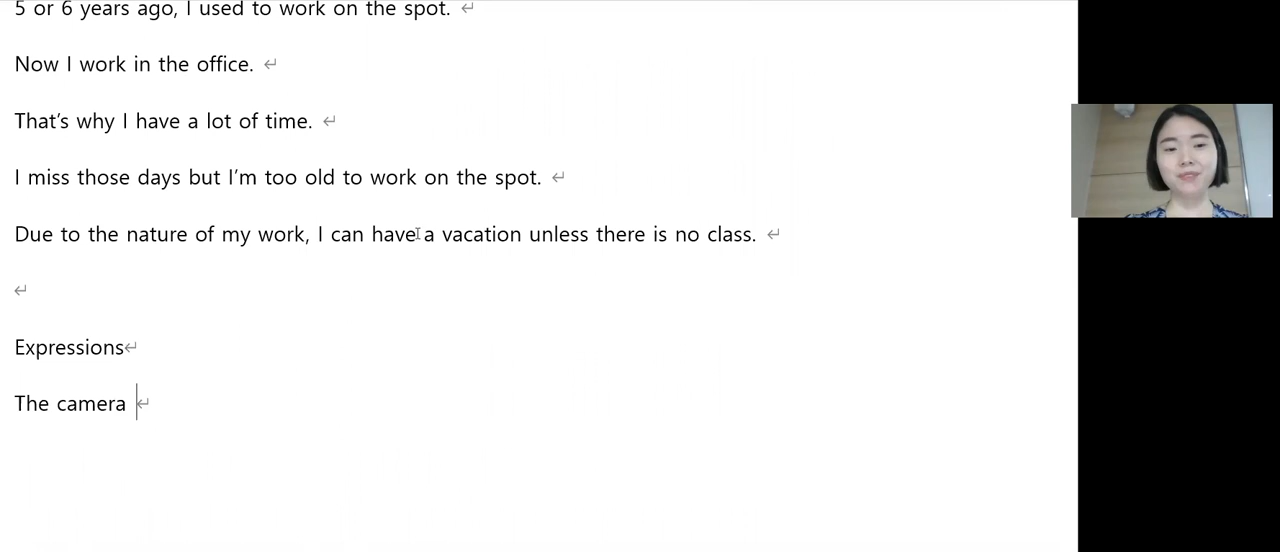 5 or 6 years ago, I used to work on the spot.
Now I work in the office.
That's why I have a lot of time.
I miss those days but I'm too old to work on the spot.
Due to the nature of my work, I can have a vacation unless there is no class.
Expressions
The camera